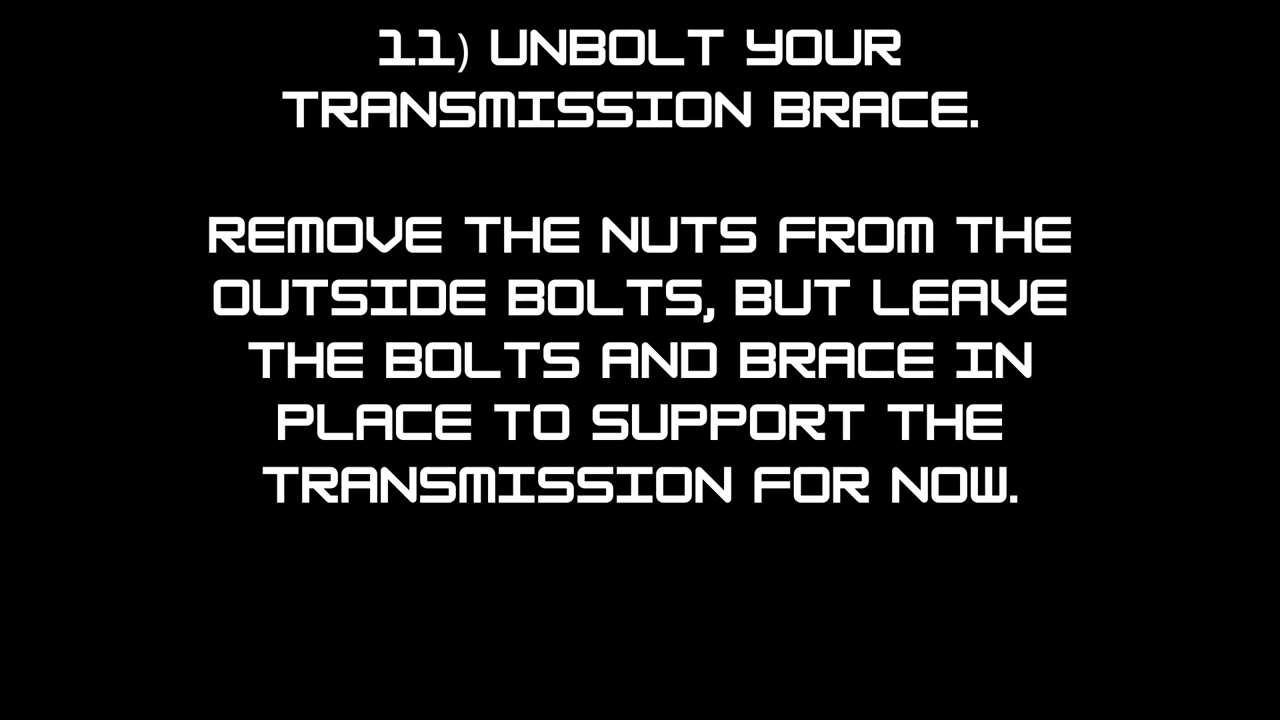 11) UNBOLT YOUR
TRANSMISSION BRACE.
REMOVE THE NUTS FROM THE
OUTSIDE BOLTS, BUT LEAVE
THE BOLTS AND BRACE IN
PLACE TO SUPPORT THE
TRANSMISSION FOR NOW.